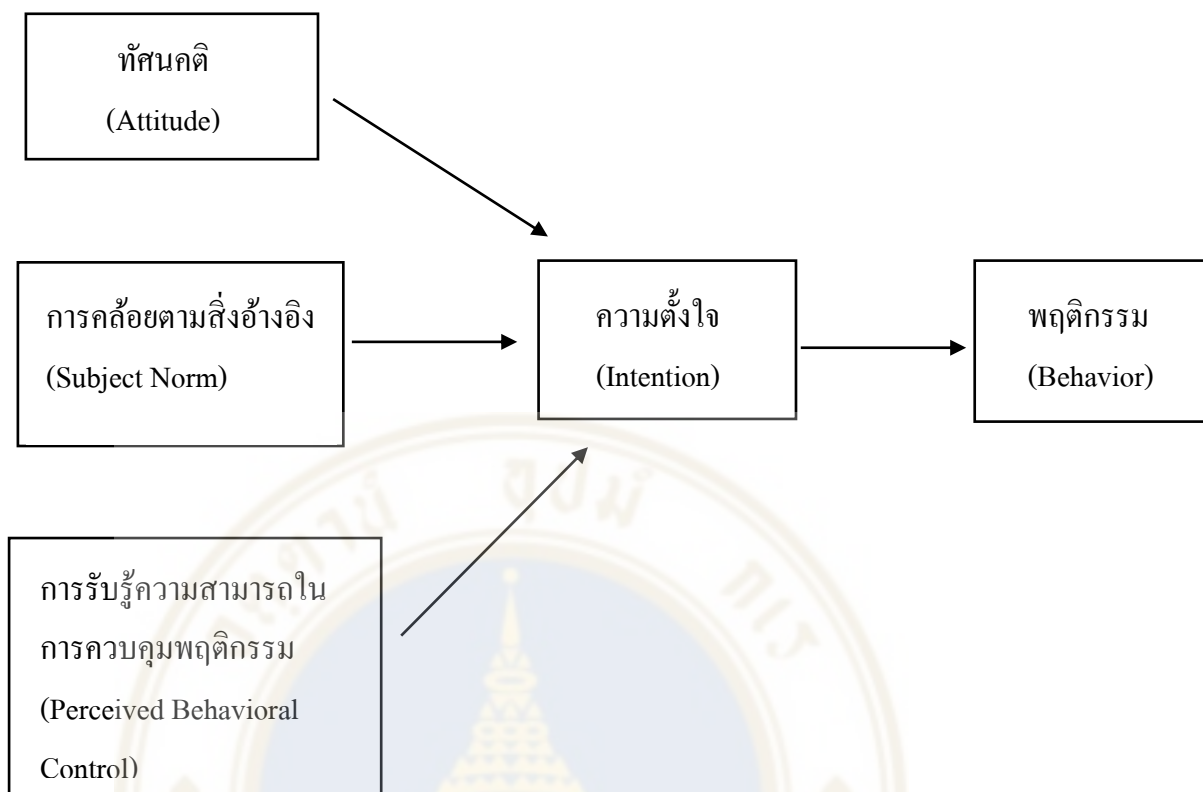 ทัศนคติ
(Attitude)
การคล้อยตามสิ่งอ้างอิง
(Subject Norm)
ความตั้งใจ
(Intention)
พฤติกรรม
(Behavior)
การรับรู้ความสามารถใน
การควบคุมพฤติกรรม
(Perceived Behavioral
Control)